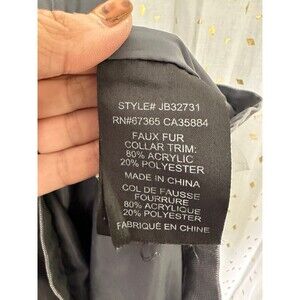 STYLE# JB32731
RN#67365 CA35884
FAUX FUR
COLLAR TRIM:
80% ACRYLIC
20% POLYESTER
MADE IN CHINA
COL DE FAUSSE
FOURRURE
80% ACRYLIQUE
20% POLYESTER
FABRIQUÉ EN CHINE